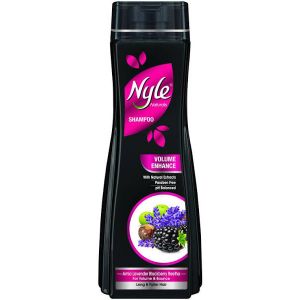 Nyle
Naturals
SHAMPOO
VOLUME
ENHANCE
With Natural Extracts
Paraben Free
pH Balanced
Amla Lavender Blackberry Reetha
For Volume & Bounce
Long & Fuller Hair